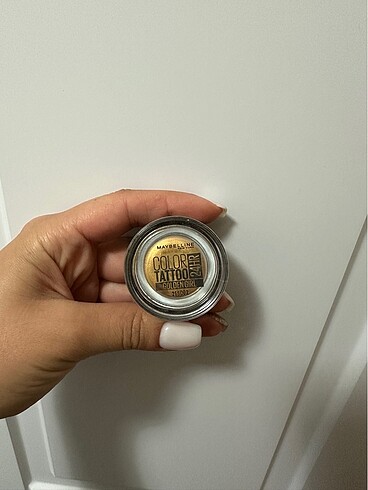 MAYBELLINE
COLOR
TATTOO
24HR
GOLDEN GIRL